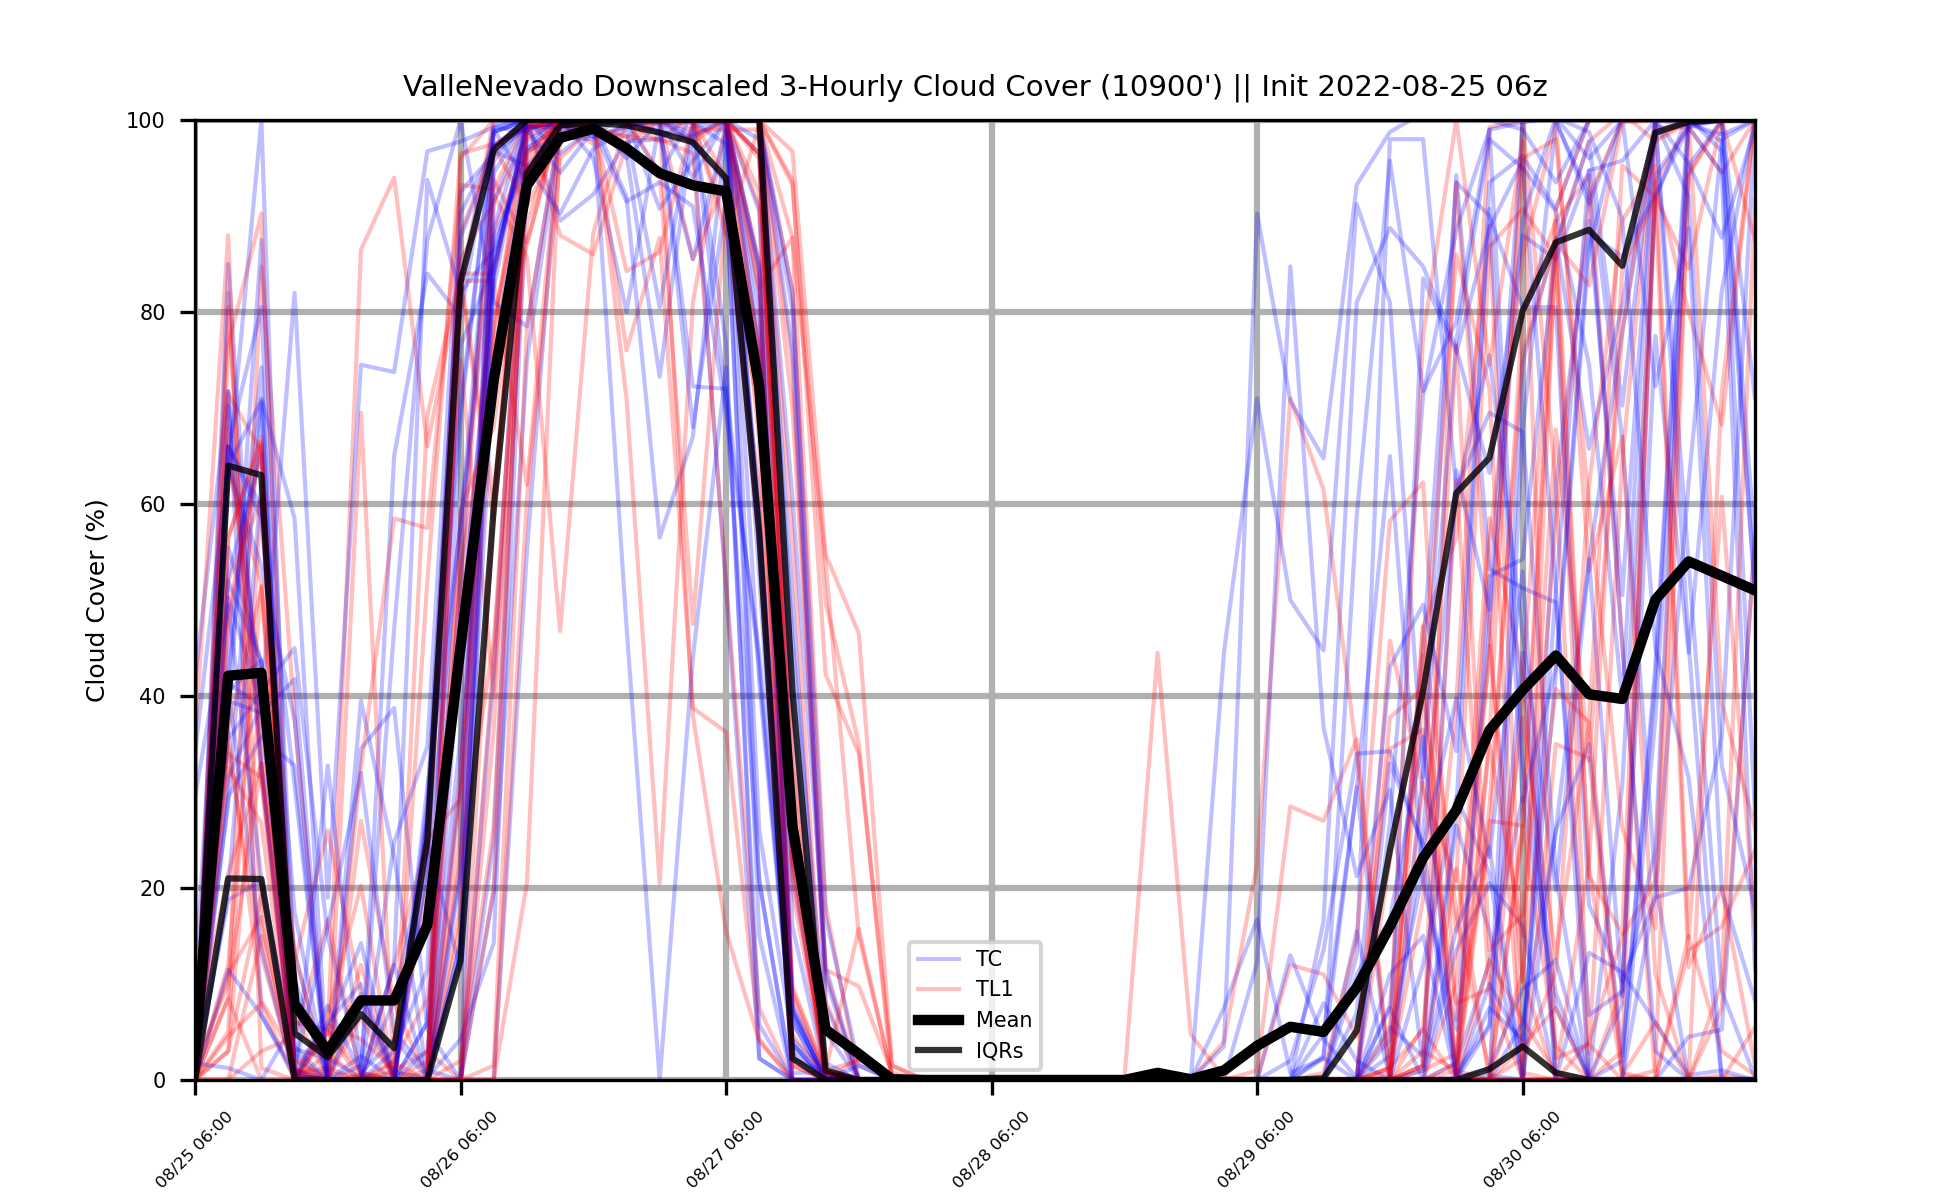 ValleNevado Downscaled 3-Hourly Cloud Cover (10900') || Init 2022-08-25 06z
Cloud Cover (%)
100
80
60
40
20
0
TC
TL1
Mean
IQRs
08/25 06:00
08/26 06:00
08/27 06:00
08/28 06:00
08/29 06:00
08/30 06:00